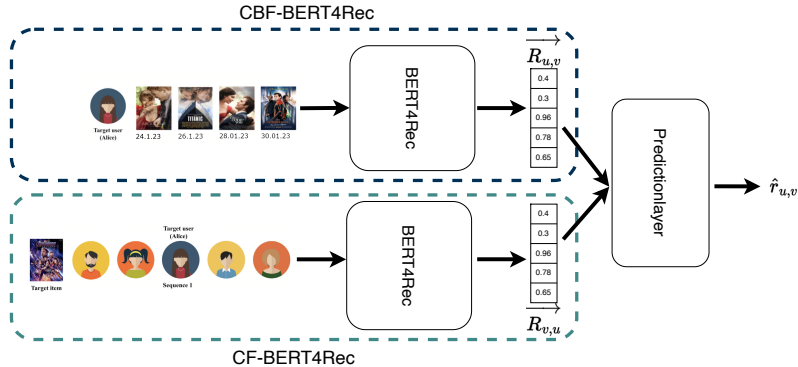 CBF-BERT4Rec
Target user
(Alice)
24.1.23
26.1.23
28.01.23
30.01.23
TITANIC
BERT4Rec
R_{u,v}
0.4
0.3
0.96
0.78
0.65
Predictionlayer
r̂_{u,v}
Target user
(Alice)
Target item
Sequence 1
BERT4Rec
0.4
0.3
0.96
0.78
0.65
R_{v,u}
CF-BERT4Rec